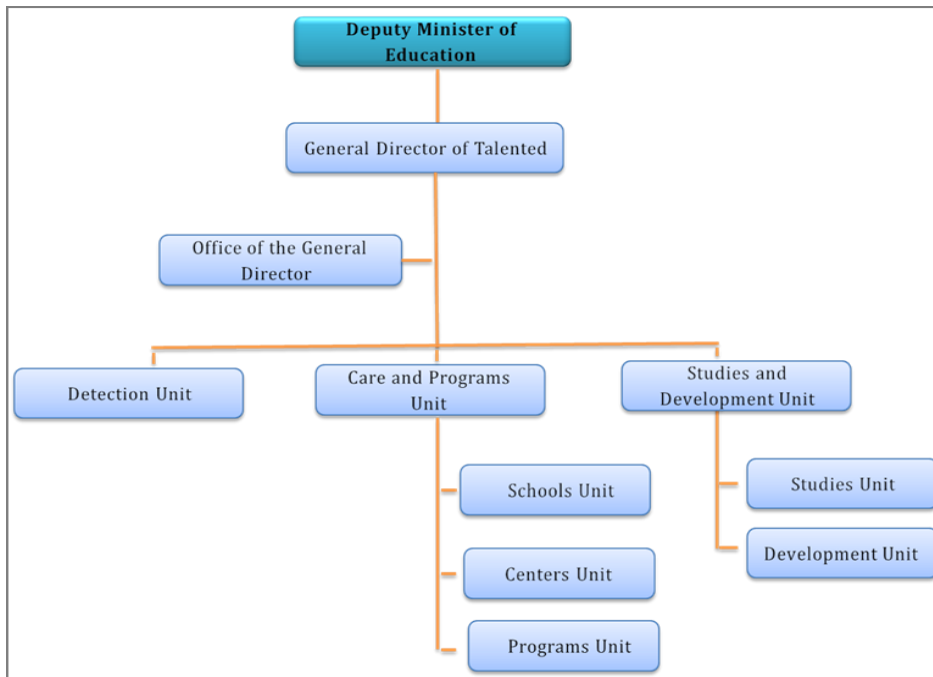 Deputy Minister of
Education
General Director of Talented
Office of the General
Director
Detection Unit
Care and Programs
Unit
Studies and
Development Unit
Schools Unit
Centers Unit
Programs Unit
Studies Unit
Development Unit